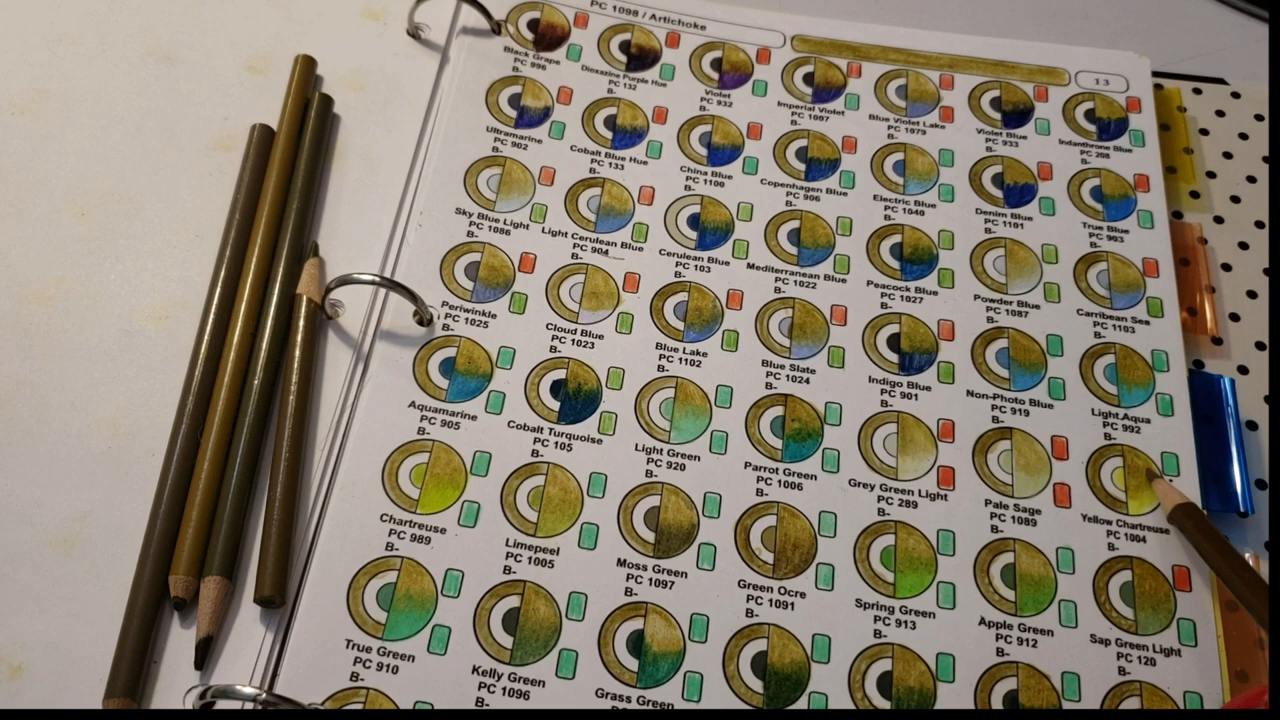 PC 1098 / Artichoke
13
Black Grape
PC 996
B-
Dioxazine Purple Hue
PC 132
B-
Violet
PC 932
B-
Imperial Violet
PC 1007
B-
Blue Violet Lake
PC 1079
B-
Violet Blue
PC 933
B-
Indanthrone Blue
PC 208
B-
Ultramarine
PC 902
B-
Cobalt Blue Hue
PC 133
B-
China Blue
PC 1100
B-
Copenhagen Blue
PC 906
B-
Electric Blue
PC 1040
B-
Denim Blue
PC 1101
B-
True Blue
PC 903
B-
Sky Blue Light
PC 1086
B-
Light Cerulean Blue
PC 904
B-
Cerulean Blue
PC 103
B-
Mediterranean Blue
PC 1022
B-
Peacock Blue
PC 1027
B-
Powder Blue
PC 1087
B-
Carribean Sea
PC 1103
B-
Periwinkle
PC 1025
B-
Cloud Blue
PC 1023
B-
Blue Lake
PC 1102
B-
Blue Slate
PC 1024
B-
Indigo Blue
PC 901
B-
Non-Photo Blue
PC 919
B-
Light Aqua
PC 992
B-
Aquamarine
PC 905
B-
Cobalt Turquoise
PC 105
B-
Light Green
PC 920
B-
Parrot Green
PC 1006
B-
Grey Green Light
PC 289
B-
Pale Sage
PC 1089
B-
Yellow Chartreuse
PC 1004
B-
Chartreuse
PC 989
B-
Limepeel
PC 1005
B-
Moss Green
PC 1097
B-
Green Ocre
PC 1091
B-
Spring Green
PC 913
B-
Apple Green
PC 912
B-
Sap Green Light
PC 120
B-
True Green
PC 910
B-
Kelly Green
PC 1096
B-
Grass Green